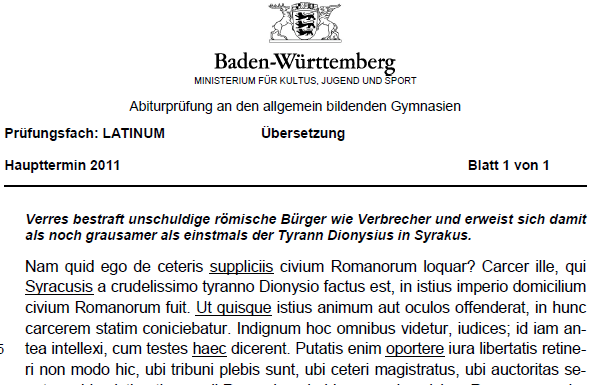 Baden-Württemberg
MINISTERIUM FÜR KULTUS, JUGEND UND SPORT
Abiturprüfung an den allgemein bildenden Gymnasien
Prüfungsfach: LATINUM Übersetzung
Haupttermin 2011 Blatt 1 von 1
Verres bestraft unschuldige römische Bürger wie Verbrecher und erweist sich damit
als noch grausamer als einstmals der Tyrann Dionysius in Syrakus.
Nam quid ego de ceteris suppliciis civium Romanorum loquar? Carcer ille, qui
Syracusis a crudelissimo tyranno Dionysio factus est, in istius imperio domicilium
civium Romanorum fuit. Ut quisque istius animum aut oculos offenderat, in hunc
carcerem statim coniciebatur. Indignum hoc omnibus videtur, iudices; id iam an-
5 tea intellexi, cum testes haec dicerent. Putatis enim oportere iura libertatis retine-
ri non modo hic, ubi tribuni plebis sunt, ubi ceteri magistratus, ubi auctoritas se-